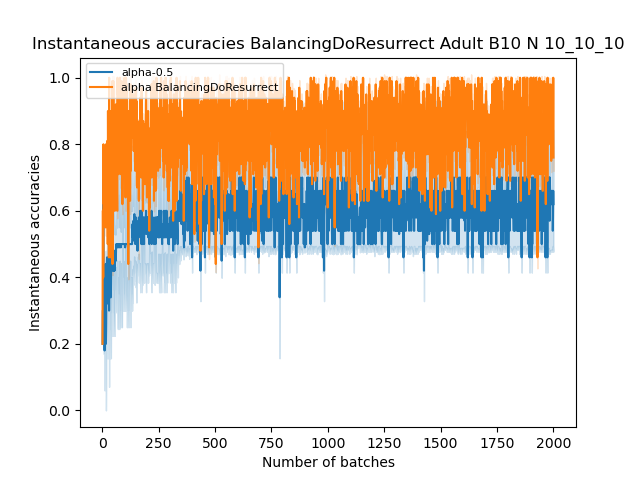 Instantaneous accuracies BalancingDoResurrect Adult B10 N 10_10_10
alpha-0.5
alpha BalancingDoResurrect
1.0
0.8
0.6
0.4
0.2
0.0
Instantaneous accuracies
0 250 500 750 1000 1250 1500 1750 2000
Number of batches